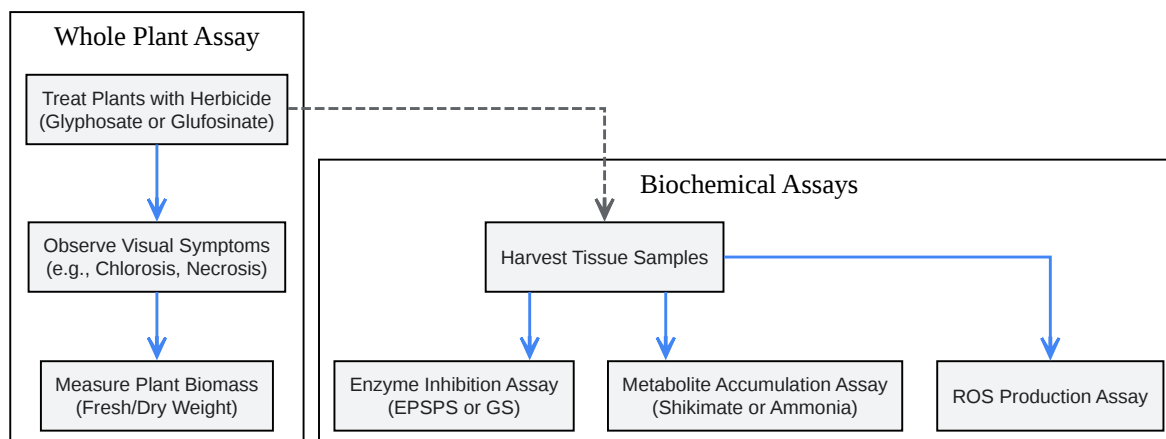 Whole Plant Assay
Treat Plants with Herbicide
(Glyphosate or Glufosinate)
Observe Visual Symptoms
(e.g., Chlorosis, Necrosis)
Measure Plant Biomass
(Fresh/Dry Weight)
Biochemical Assays
Harvest Tissue Samples
Enzyme Inhibition Assay
(EPSPS or GS)
Metabolite Accumulation Assay
(Shikimate or Ammonia)
ROS Production Assay